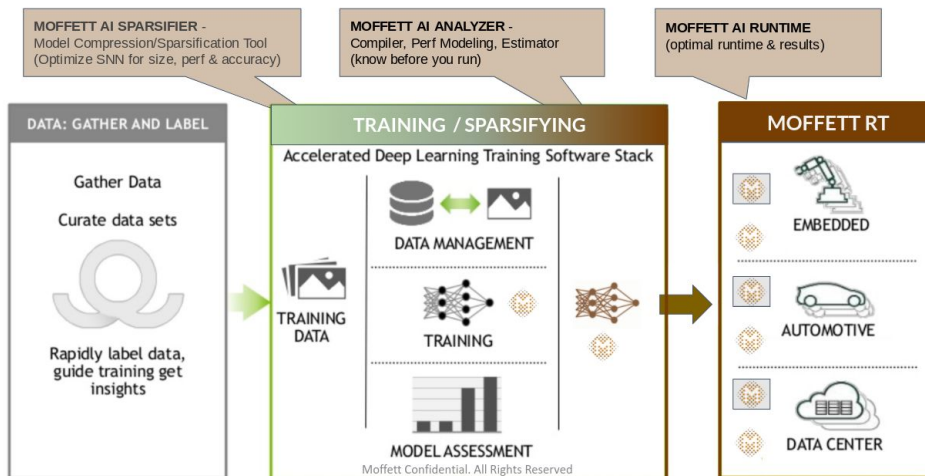 MOFFETT AI SPARSIFIER -
Model Compression/Sparsification Tool
(Optimize SNN for size, perf & accuracy)
MOFFETT AI ANALYZER -
Compiler, Perf Modeling, Estimator
(know before you run)
MOFFETT AI RUNTIME
(optimal runtime & results)
DATA: GATHER AND LABEL
Gather Data
Curate data sets
Rapidly label data,
guide training get
insights
TRAINING / SPARSIFYING
Accelerated Deep Learning Training Software Stack
TRAINING
DATA
DATA MANAGEMENT
TRAINING
MODEL ASSESSMENT
MOFFETT RT
EMBEDDED
AUTOMOTIVE
DATA CENTER
Moffett Confidential. All Rights Reserved